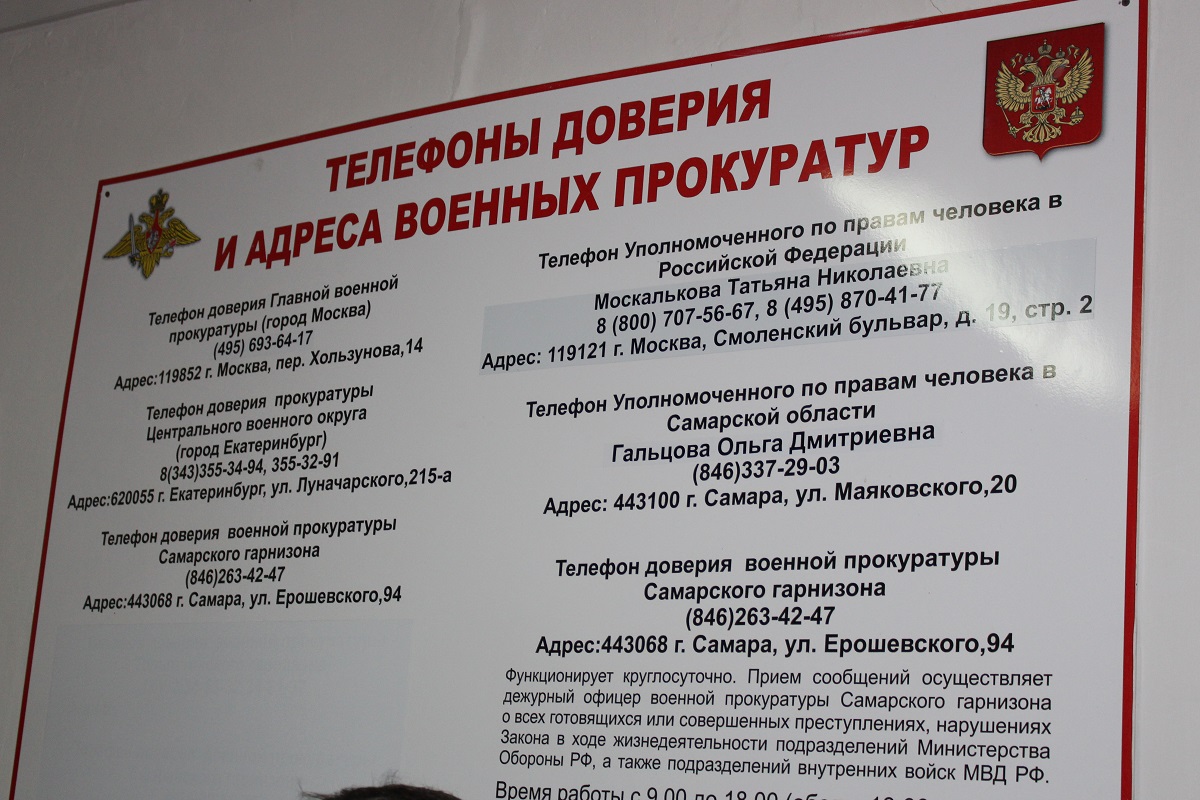 ТЕЛЕФОНЫ ДОВЕРИЯ
И АДРЕСА ВОЕННЫХ ПРОКУРАТУР
Телефон доверия Главной военной
прокуратуры (город Москва)
(495) 693-64-17
Адрес:119852 г. Москва, пер. Хользунова,14
Телефон доверия прокуратуры
Центрального военного округа
(город Екатеринбург)
8(343)355-34-94, 355-32-91
Адрес:620055 г. Екатеринбург, ул. Луначарского,215-а
Телефон доверия военной прокуратуры
Самарского гарнизона
(846)263-42-47
Адрес:443068 г. Самара, ул. Ерошевского,94
Телефон Уполномоченного по правам человека в
Российской Федерации
Москалькова Татьяна Николаевна
8 (800) 707-56-67, 8 (495) 870-41-77
Адрес: 119121 г. Москва, Смоленский бульвар, д. 19, стр. 2
Телефон Уполномоченного по правам человека в
Самарской области
Гальцова Ольга Дмитриевна
(846)337-29-03
Адрес: 443100 г. Самара, ул. Маяковского,20
Телефон доверия военной прокуратуры
Самарского гарнизона
(846)263-42-47
Адрес:443068 г. Самара, ул. Ерошевского,94
Функционирует круглосуточно. Прием сообщений осуществляет
дежурный офицер военной прокуратуры Самарского гарнизона
о всех готовящихся или совершенных преступлениях, нарушениях
Закона в ходе жизнедеятельности подразделений Министерства
Обороны РФ, а также подразделений внутренних войск МВД РФ.
Время работы с 9.00 до 18.00